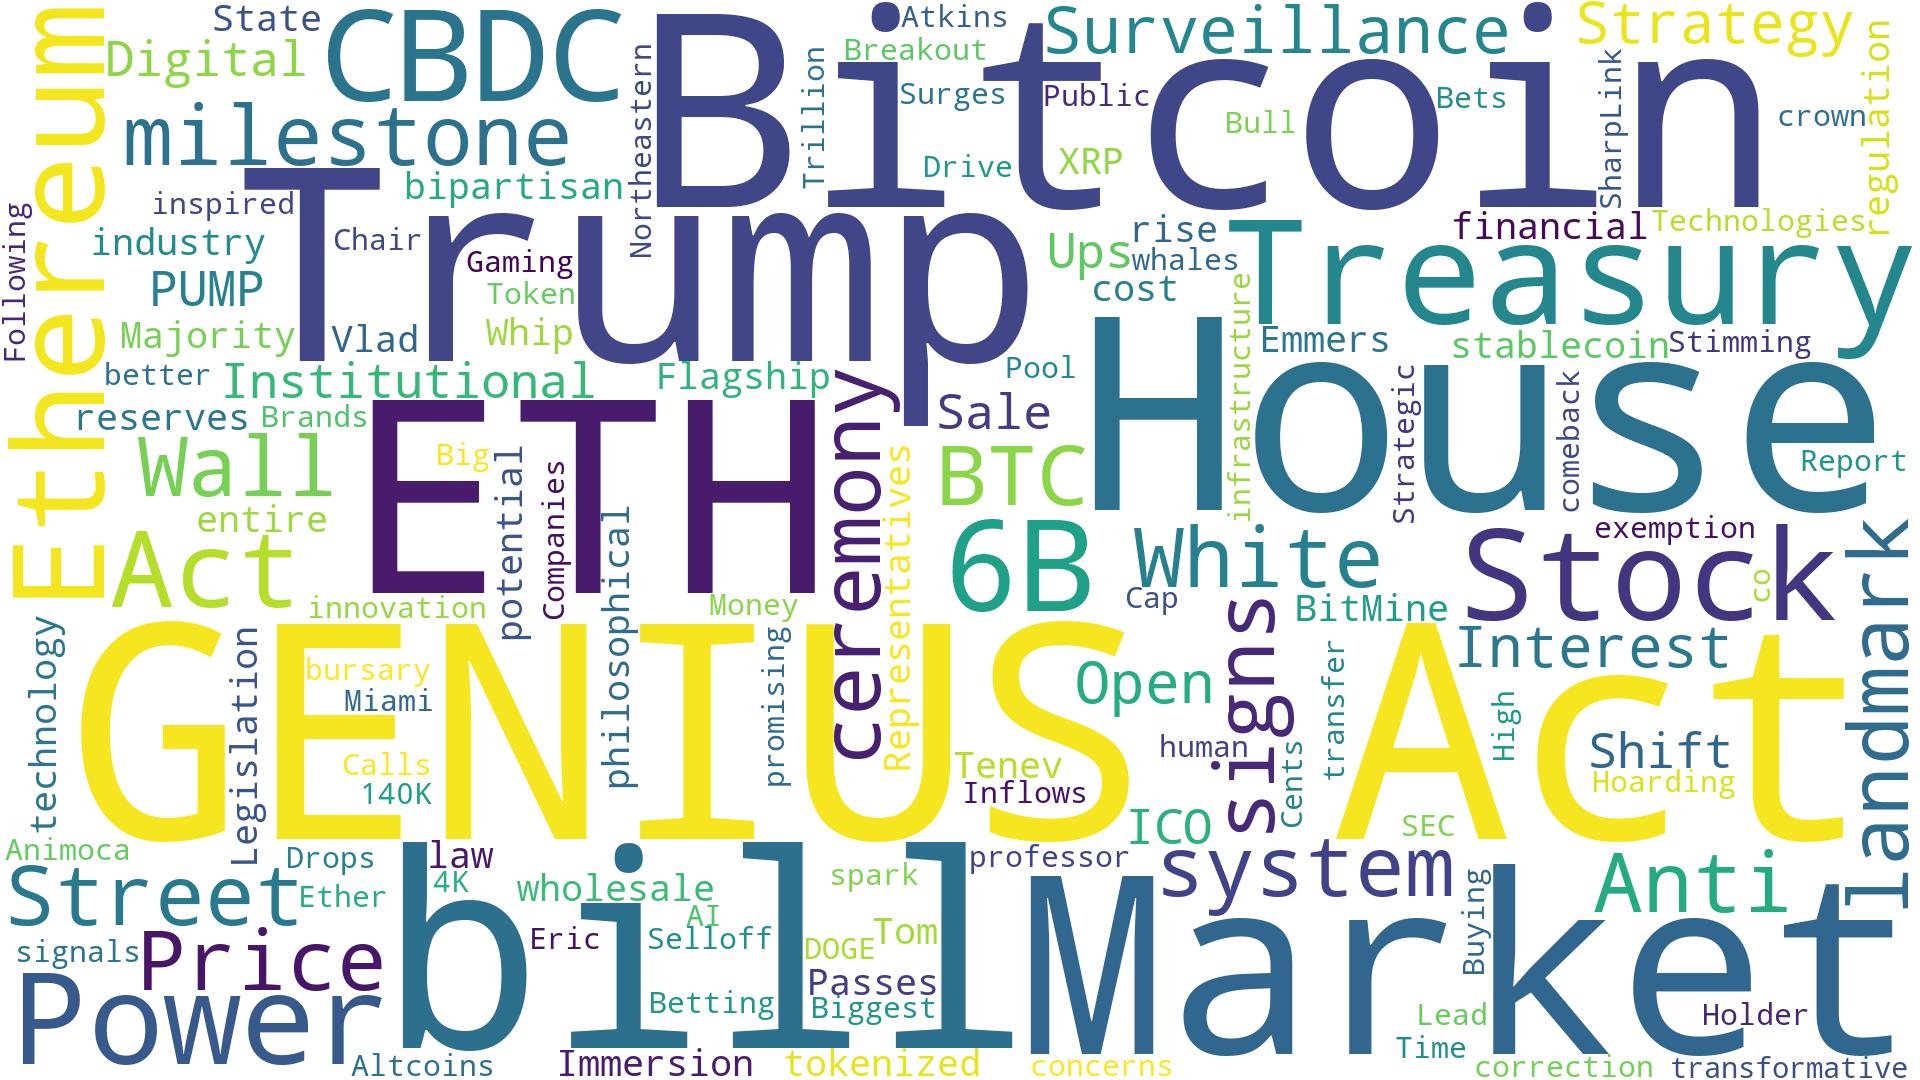 State
CBDC
Bitcoin
Atkins
Surveillance
Strategy
Digital
Breakout
Ethereum
milestone
Northeastern
Trillion
Surges
Public
Bull
Bets
SharpLink
crown
regulation
Trump
bipartisan
Drive
XRP
inspired
Following
industry
Chair
Gaming
Token
Ups
rise
whales
cost
Treasury
financial
Technologies
PUMP
Majority
Vlad
Whip
House
infrastructure
Emmers
stablecoin
Stimming
better
Institutional
Flagship
Pool
reserves
Brands
ceremony
Sale
Strategic
comeback
Report
Wall
ETH
Big
potential
Companies
philosophical
Representatives
BTC
entire
Act
6B
White
Stock
exemption
landmark
innovation
Money
Cap
signs
BitMine
co
GENIUS Act
technology
Legislation
bursary
Miami
promising
Open
transfer
Interest
High
Calls
140K
Tenev
Inflows
human
Cents
Shift
Hoarding
ICO
SEC
Animoca
Drops
law
bill
professor
system
Anti
Street
Ether
4K
wholesale
spark
Market
Buying
AI
signals
Price
Eric
Selloff
DOGE
Tom
Power
Passes
Betting
Biggest
Lead
Holder
Time
Altcoins
Immersion
tokenized
concerns
correction
transformative